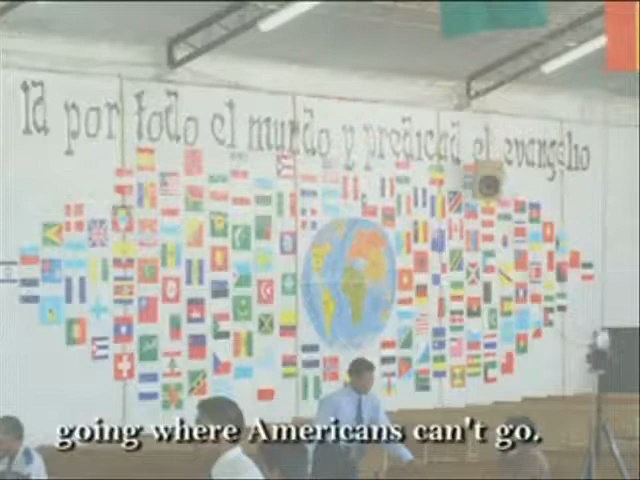 Id por todo el mundo y predicad el evangelio
going where Americans can't go.